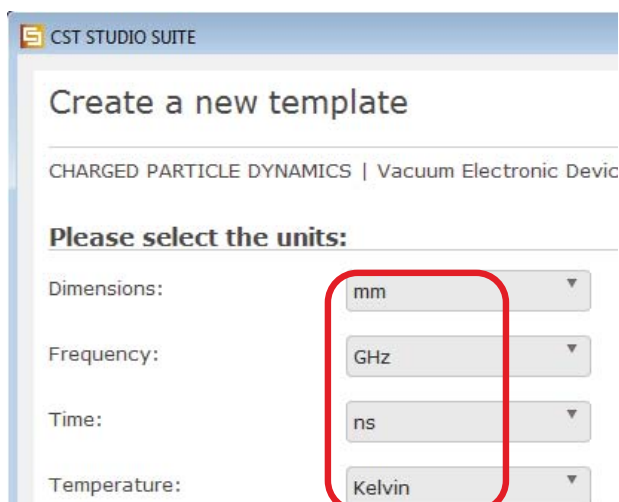 CST STUDIO SUITE
Create a new template
CHARGED PARTICLE DYNAMICS | Vacuum Electronic
Please select the units:
Dimensions: mm
Frequency: GHz
Time: ns
Temperature: Kelvin